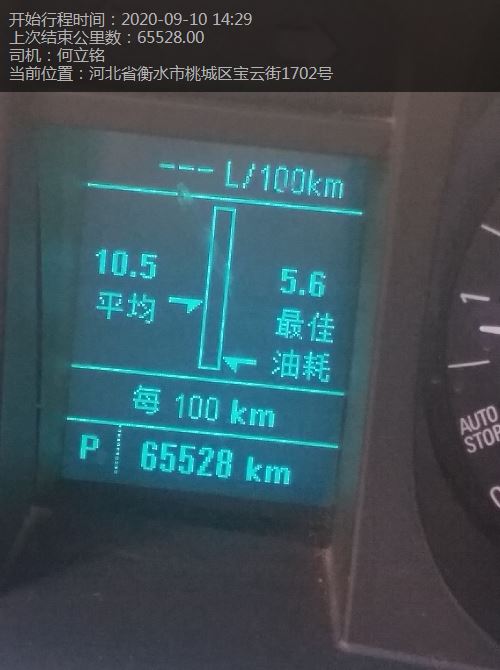 开始行程时间：2020-09-10 14:29
上次结束公里数：65528.00
司机：何立铭
当前位置：河北省衡水市桃城区宝云街1702号
--- L/100km
10.5
平均
5.6
最佳
油耗
每 100 km
P 65528 km
1
AUTO
STOP
0